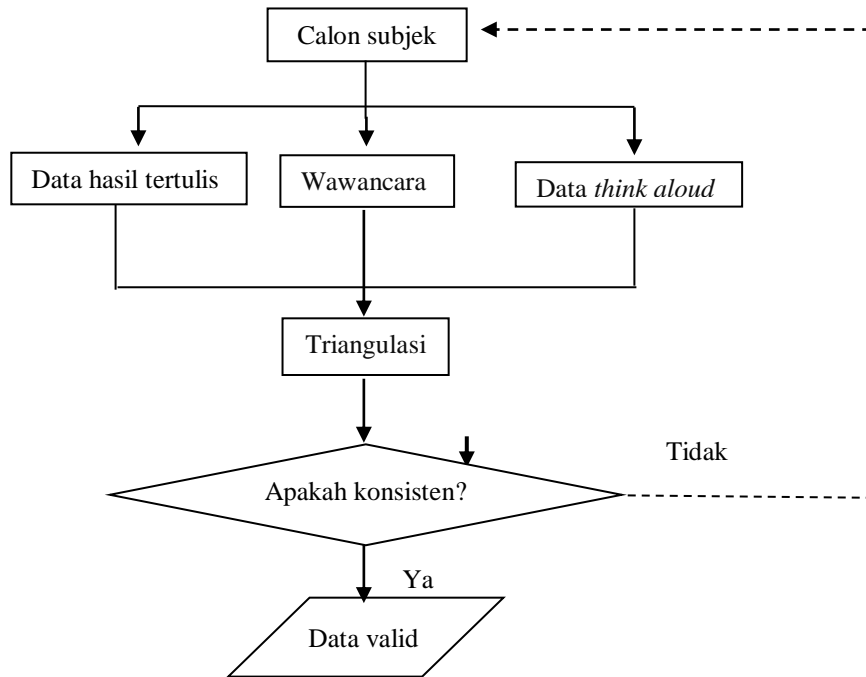 Calon subjek
Data hasil tertulis
Wawancara
Data think aloud
Triangulasi
Tidak
Apakah konsisten?
Ya
Data valid